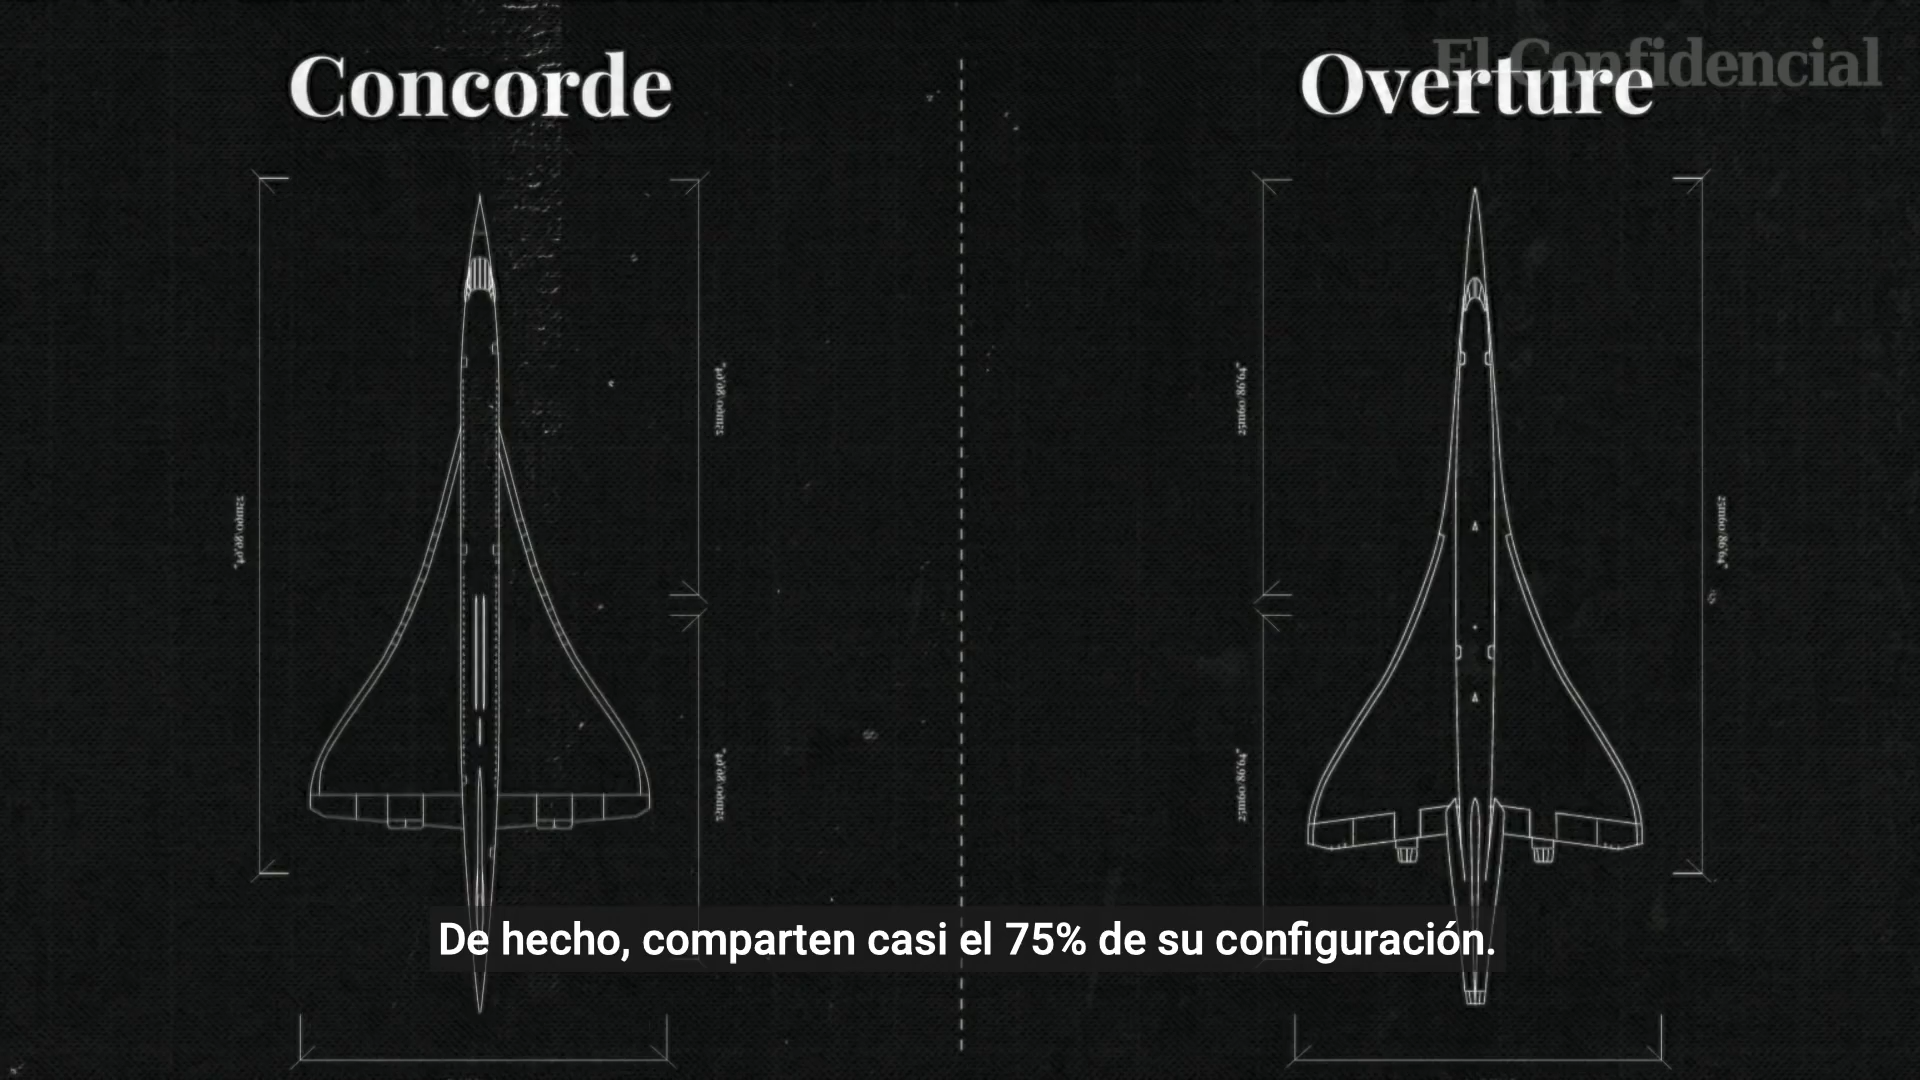 Concorde
Overture
El Confidencial
De hecho, comparten casi el 75% de su configuración.